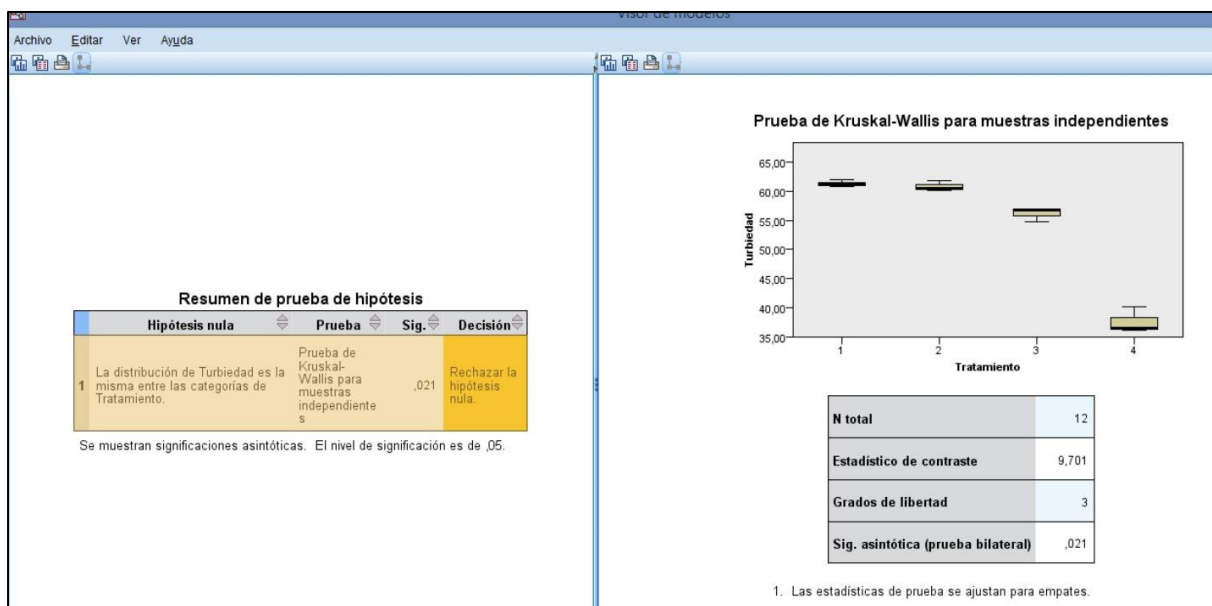 Visor de modelos
Archivo Editar Ver Ayuda
Resumen de prueba de hipótesis
Hipótesis nula Prueba Sig. Decisión
1 La distribución de Turbiedad es la misma entre las categorías de Tratamiento.
Prueba de
Kruskal-
Wallis para
muestras
independiente
s
,021
Rechazar la
hipótesis
nula.
Se muestran significaciones asintóticas. El nivel de significación es de ,05.
Prueba de Kruskal-Wallis para muestras independientes
65,00
60,00
55,00
50,00
45,00
40,00
35,00
Turbiedad
1 2 3 4
Tratamiento
N total 12
Estadístico de contraste 9,701
Grados de libertad 3
Sig. asintótica (prueba bilateral) ,021
1. Las estadísticas de prueba se ajustan para empates.